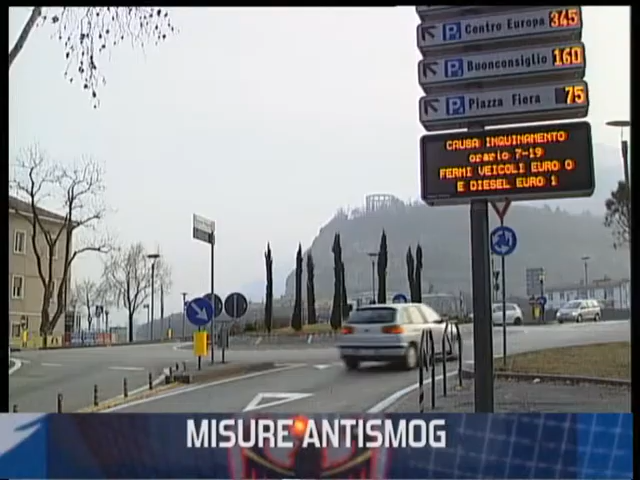 Centro Europa 345
P Buonconsiglio 160
P Piazza Fiera 75
CAUSA INQUINAMENTO
orario 7-19
FERMI VEICOLI EURO 0
E DIESEL EURO 1
MISURE ANTISMOG